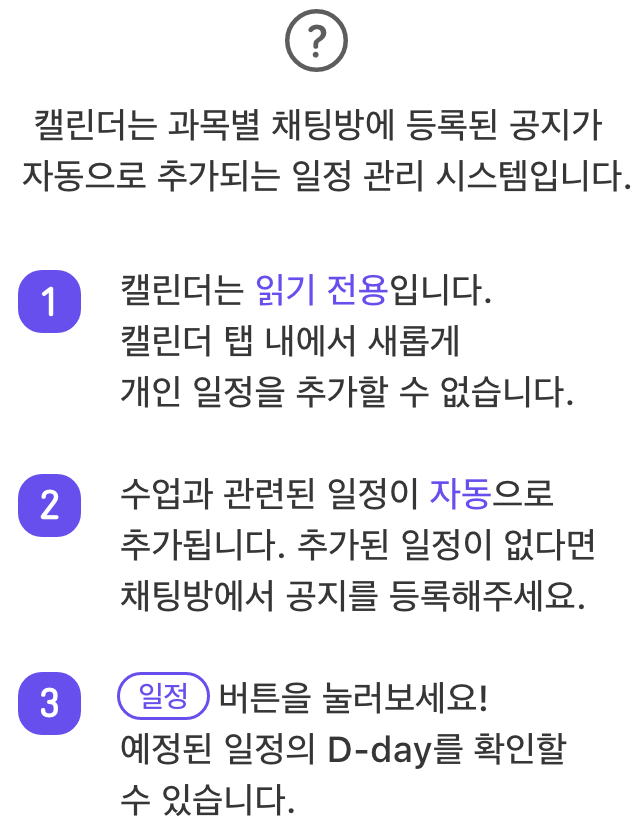 ?
캘린더는 과목별 채팅방에 등록된 공지가
자동으로 추가되는 일정 관리 시스템입니다.
1 캘린더는 읽기 전용입니다.
캘린더 탭 내에서 새롭게
개인 일정을 추가할 수 없습니다.
2 수업과 관련된 일정이 자동으로
추가됩니다. 추가된 일정이 없다면
채팅방에서 공지를 등록해주세요.
3 일정 버튼을 눌러보세요!
예정된 일정의 D-day를 확인할
수 있습니다.